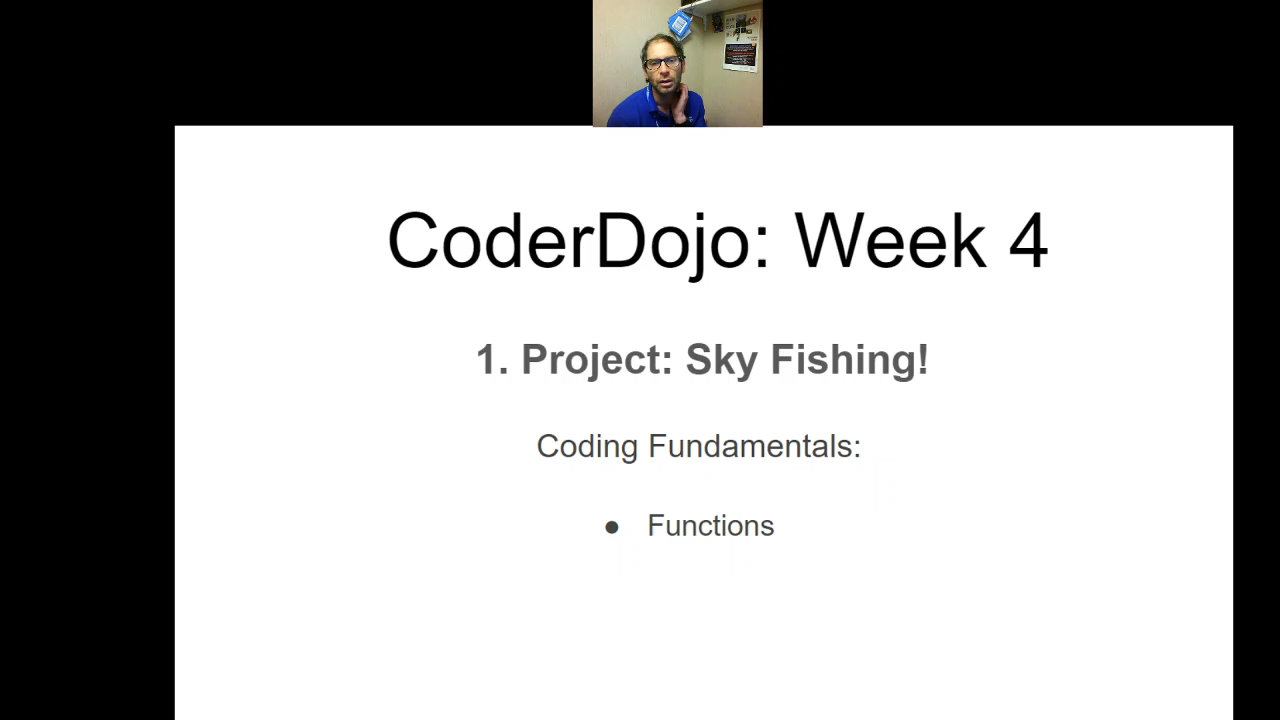 CoderDojo: Week 4
1. Project: Sky Fishing!
Coding Fundamentals:
● Functions